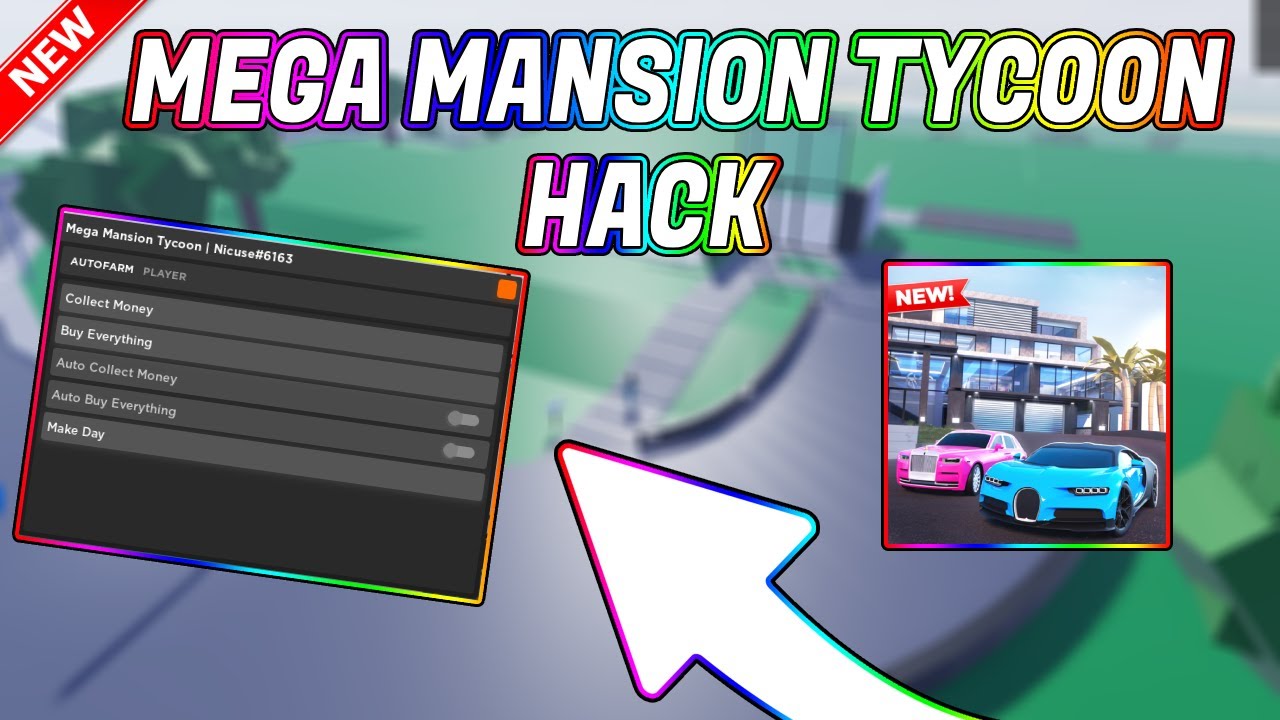 NEW
MEGA MANSION TYCOON
HACK
Mega Mansion Tycoon | Nicuse#6163
AUTOFARM PLAYER
Collect Money
Buy Everything
Auto Collect Money
Auto Buy Everything
Make Day
NEW!